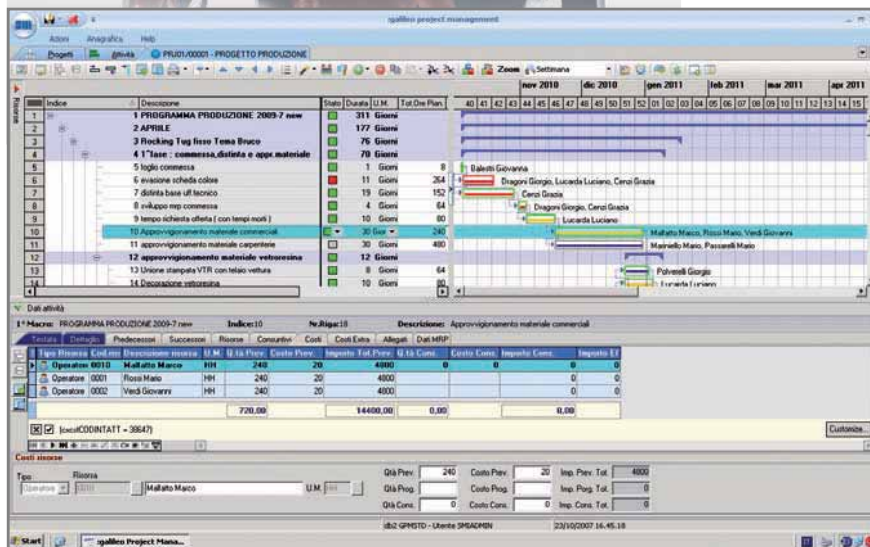 :galileo project management
Azioni Anagrafica Help
Progetti Attività PRJ01/00001 - PROGETTO PRODUZIONE
Zoom Settimana
Risorse
nov 2010 dic 2010 gen 2011 feb 2011 mar 2011 apr 2011
Indice Descrizione Stato Durata U.M. Tot.Ore Pian. 40 41 42 43 44 45 46 47 48 49 50 51 52 01 02 03 04 05 06 07 08 09 10 11 12 13 14 15
1 1 PROGRAMMA PRODUZIONE 2009-7 new 311 Giorni
2 2 APRILE 177 Giorni
3 3 Rocking Tug fisso Tema Bruco 76 Giorni
4 4 1^fase : commessa,distinta e appr.materiale 70 Giorni
5 5 foglio commessa 1 Giorni 8 Balestri Giovanna
6 6 evasione scheda colore 11 Giorni 264 Dragoni Giorgio, Lucarda Luciano, Cenzi Grazia
7 7 distinta base uff.tecnico 19 Giorni 152 Cenzi Grazia
8 8 sviluppo mrp commessa 4 Giorni 64 Dragoni Giorgio, Cenzi Grazia
9 9 tempo richiesta offerta ( con tempi morti ) 10 Giorni 80 Lucarda Luciano
10 10 Approvvigionamento materiale commerciali 30 Gior 240 Mallatto Marco, Rossi Mario, Verdi Giovanni
11 11 approvvigionamento materiale carpenterie 30 Giorni 480 Marinello Mario, Passarelli Mario
12 12 approvvigionamento materiale vetroresina 12 Giorni
13 13 Unione stampata VTR con telaio vettura 8 Giorni 64 Polverelli Giorgio
14 14 Decorazione vetroresina 10 Giorni 80 Lucarda Luciano
Dati attività
1° Macro: PROGRAMMA PRODUZIONE 2009-7 new Indice:10 Nr.Riga:18 Descrizione: Approvvigionamento materiale commerciali
Testata Dettaglio Predecessori Successori Risorse Consuntivi Costi Costi Extra Allegati Dati MRP
Tipo Risorsa Cod.ris Descrizione risorsa U.M. Q.tà Prev. Costo Prev. Importo Tot.Prev. Q.tà Cons. Costo Cons. Importo Cons. Importo Ef
Operatore 0010 Mallatto Marco HH 240 20 4800 0 0 0 0
Operatore 0001 Rossi Mario HH 240 20 4800 0 0
Operatore 0002 Verdi Giovanni HH 240 20 4800 0 0
720,00 14400,00 0,00 0,00
(cxcslCODINTATT = 38647) Customize...
Costi risorse
Tipo Risorsa Qtà Prev. 240 Costo Prev. 20 Imp. Prev. Tot. 4800
Operatore 0010 Mallatto Marco U.M. HH Qtà Prog. Costo Prog. Imp. Porg. Tot. 0
Qtà Cons. 0 Costo Cons. 0 Imp. Cons. Tot. 0
db2 GPMSTD - Utente SMIADMIN 23/10/2007 16.45.18
Start :galileo Project Mana...